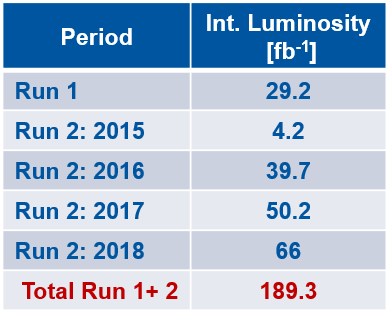 Period Int. Luminosity
[fb-1]
Run 1 29.2
Run 2: 2015 4.2
Run 2: 2016 39.7
Run 2: 2017 50.2
Run 2: 2018 66
Total Run 1+ 2 189.3